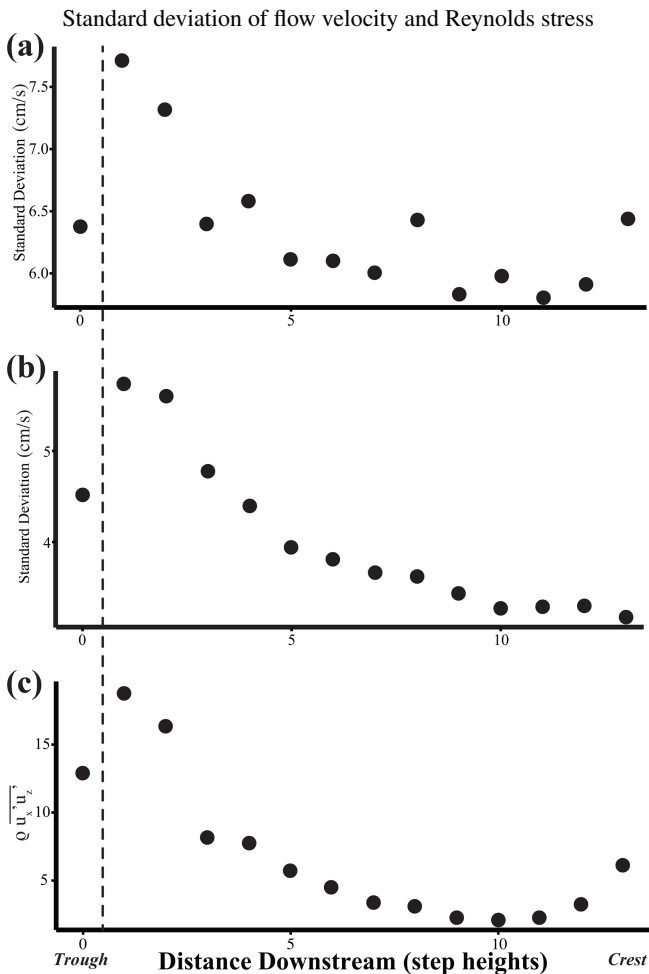 Standard deviation of flow velocity and Reynolds stress
(a)
Standard Deviation (cm/s)
7.5
7.0
6.5
6.0
0 5 10
(b)
Standard Deviation (cm/s)
5
4
0 5 10
(c)
ϱ uₓ’u_z’
15
10
5
0 5 10
Trough Distance Downstream (step heights) Crest